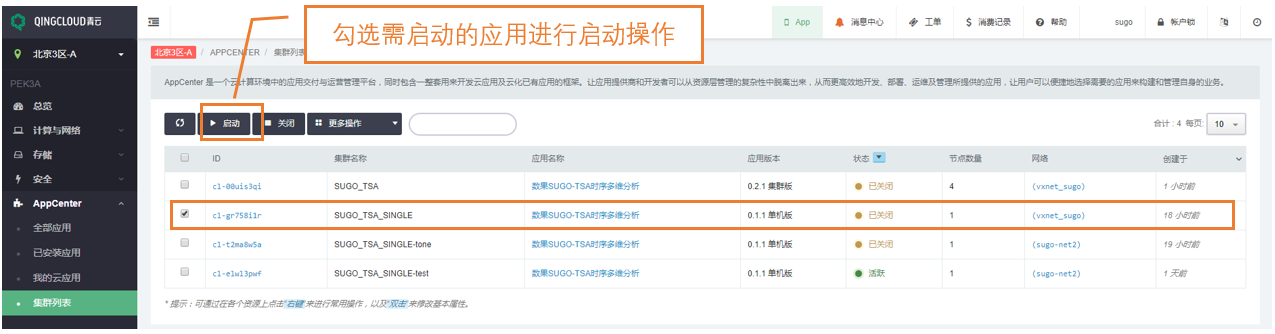 QINGCLOUD青云
App
消息中心
工单
$ 消费记录
帮助
sugo
帐户锁
勾选需启动的应用进行启动操作
北京3区-A
北京3区-A / APPCENTER / 集群列表
PEK3A
AppCenter 是一个云计算环境中的应用交付与运营管理平台，同时包含一整套用来开发云应用及云化已有应用的框架。让应用提供商和开发者可以从资源层管理的复杂性中脱离出来，从而更高效地开发、部署、运维及管理所提供的应用，让用户可以便捷地选择需要的应用来构建和管理自身的业务。
总览
计算与网络
存储
安全
AppCenter
全部应用
已安装应用
我的云应用
集群列表
启动
关闭
更多操作
合计：4 每页: 10
ID 集群名称 应用名称 应用版本 状态 节点数量 网络 创建于
cl-00uis3qi SUGO_TSA 数果SUGO-TSA时序多维分析 0.2.1 集群版 已关闭 4 (vxnet_sugo) 1 小时前
cl-gr758i1r SUGO_TSA_SINGLE 数果SUGO-TSA时序多维分析 0.1.1 单机版 已关闭 1 (vxnet_sugo) 18 小时前
cl-t2ma8w5a SUGO_TSA_SINGLE-tone 数果SUGO-TSA时序多维分析 0.1.1 单机版 已关闭 1 (sugo-net2) 19 小时前
cl-elw13pwf SUGO_TSA_SINGLE-test 数果SUGO-TSA时序多维分析 0.1.1 单机版 活跃 1 (sugo-net2) 1 天前
* 提示：可通过在各个资源上点击"右键"来进行常用操作，以及"双击"来修改基本属性。